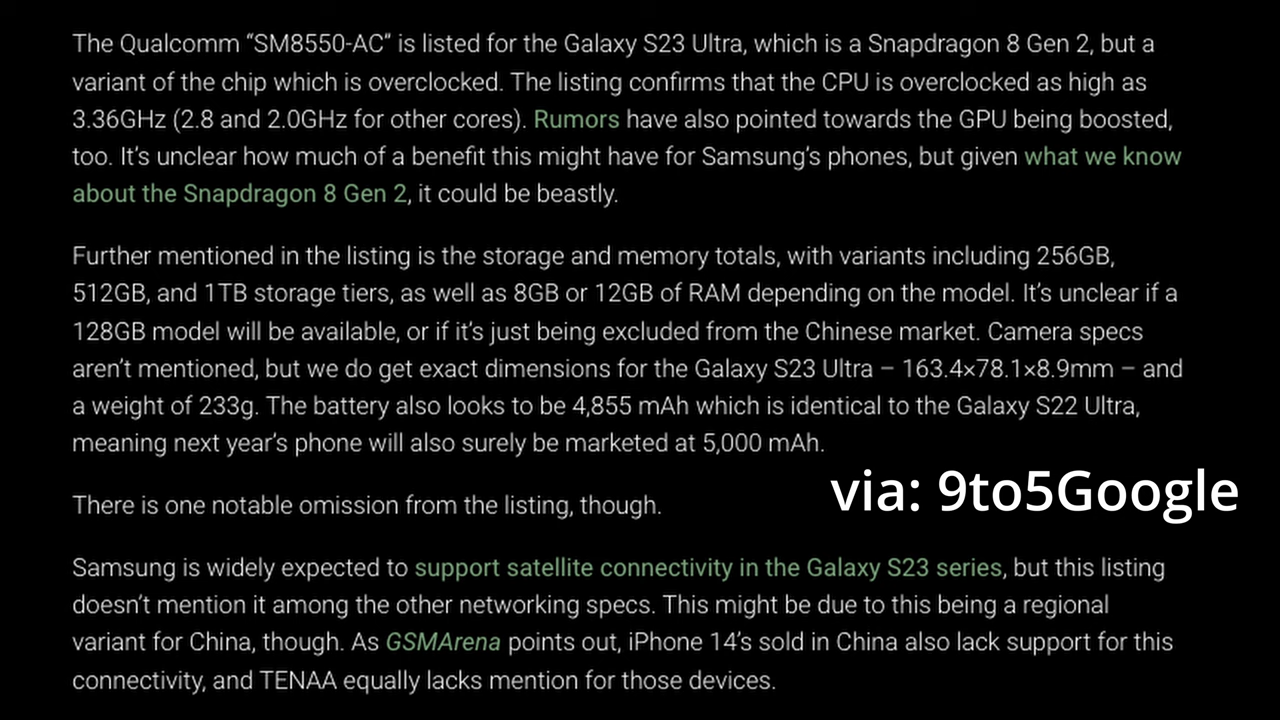 The Qualcomm “SM8550-AC” is listed for the Galaxy S23 Ultra, which is a Snapdragon 8 Gen 2, but a
variant of the chip which is overclocked. The listing confirms that the CPU is overclocked as high as
3.36GHz (2.8 and 2.0GHz for other cores). Rumors have also pointed towards the GPU being boosted,
too. It’s unclear how much of a benefit this might have for Samsung’s phones, but given what we know
about the Snapdragon 8 Gen 2, it could be beastly.
Further mentioned in the listing is the storage and memory totals, with variants including 256GB,
512GB, and 1TB storage tiers, as well as 8GB or 12GB of RAM depending on the model. It’s unclear if a
128GB model will be available, or if it’s just being excluded from the Chinese market. Camera specs
aren’t mentioned, but we do get exact dimensions for the Galaxy S23 Ultra – 163.4×78.1×8.9mm – and
a weight of 233g. The battery also looks to be 4,855 mAh which is identical to the Galaxy S22 Ultra,
meaning next year’s phone will also surely be marketed at 5,000 mAh.
via: 9to5Google
There is one notable omission from the listing, though.
Samsung is widely expected to support satellite connectivity in the Galaxy S23 series, but this listing
doesn’t mention it among the other networking specs. This might be due to this being a regional
variant for China, though. As GSMArena points out, iPhone 14’s sold in China also lack support for this
connectivity, and TENAA equally lacks mention for those devices.